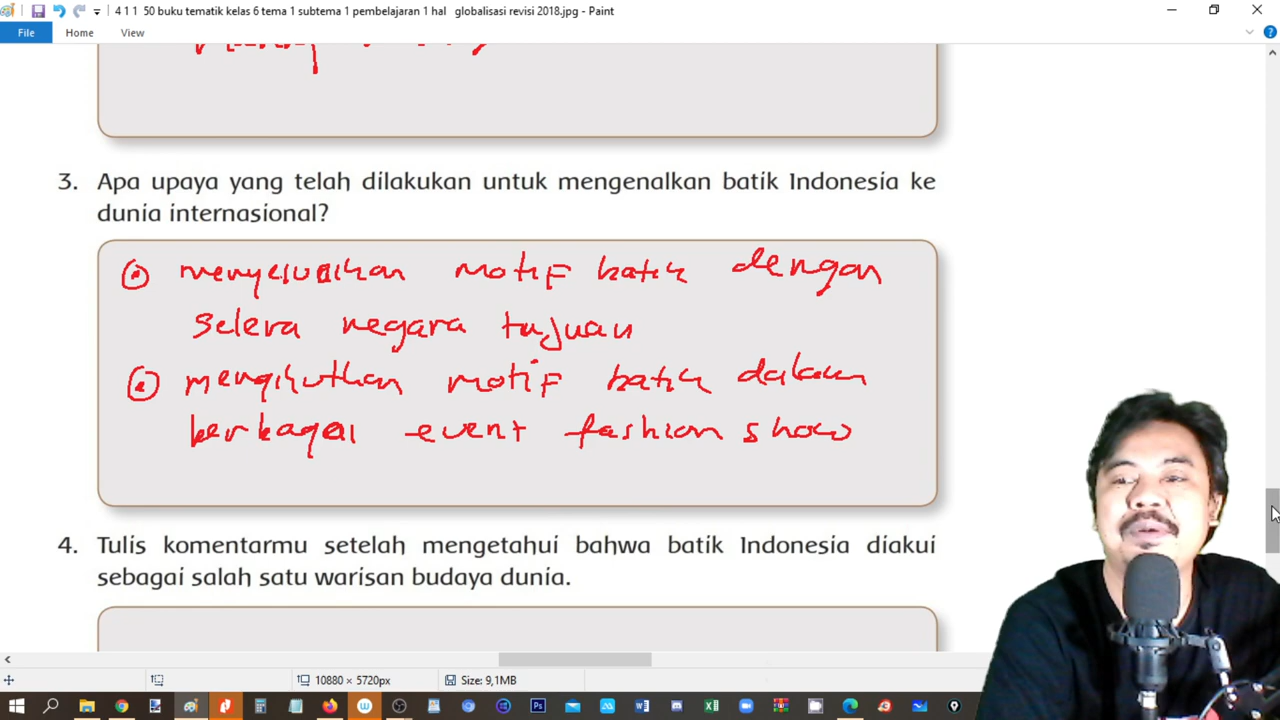 4 1 1 50 buku tematik kelas 6 tema 1 subtema 1 pembelajaran 1 hal globalisasi revisi 2018.jpg - Paint
File Home View
3. Apa upaya yang telah dilakukan untuk mengenalkan batik Indonesia ke
dunia internasional?
menyesuaikan motif batik dengan
selera negara tujuan
mengikutkan motif batik dalam
berbagai event fashion show
4. Tulis komentarmu setelah mengetahui bahwa batik Indonesia diakui
sebagai salah satu warisan budaya dunia.
10880 × 5720px Size: 9,1MB